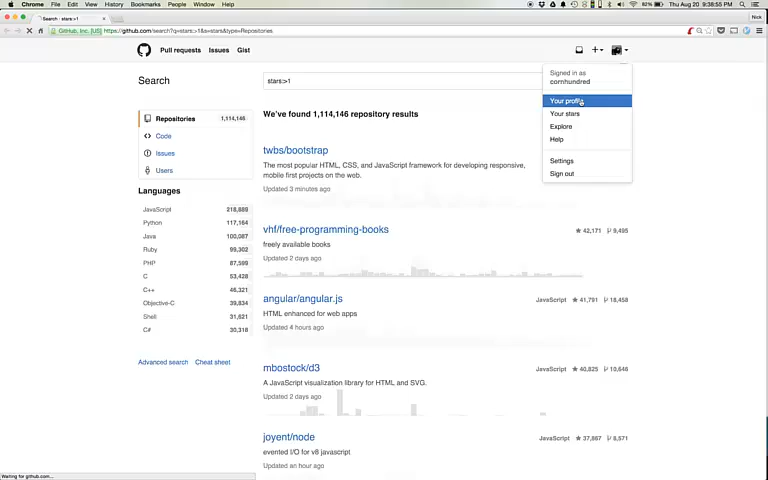 Chrome File Edit View History Bookmarks People Window Help
82% Thu Aug 20 9:38:55 PM
Search · stars:>1
Nick
GitHub, Inc. [US] https://github.com/search?q=stars:>1&s=stars&type=Repositories
Pull requests Issues Gist
Search
stars:>1
Signed in as
cornhundred
Your profile
Your stars
Explore
Help
Settings
Sign out
Repositories 1,114,146
Code
Issues
Users
Languages
JavaScript 218,889
Python 117,164
Java 100,087
Ruby 99,302
PHP 87,599
C 53,428
C++ 46,321
Objective-C 39,834
Shell 31,621
C# 30,318
Advanced search Cheat sheet
We've found 1,114,146 repository results
twbs/bootstrap
The most popular HTML, CSS, and JavaScript framework for developing responsive,
mobile first projects on the web.
Updated 3 minutes ago
vhf/free-programming-books
42,171 9,495
freely available books
Updated 2 days ago
angular/angular.js
JavaScript 41,791 18,458
HTML enhanced for web apps
Updated 4 hours ago
mbostock/d3
JavaScript 40,825 10,646
A JavaScript visualization library for HTML and SVG.
Updated 2 days ago
joyent/node
JavaScript 37,867 8,571
evented I/O for v8 javascript
Updated an hour ago
Waiting for github.com...